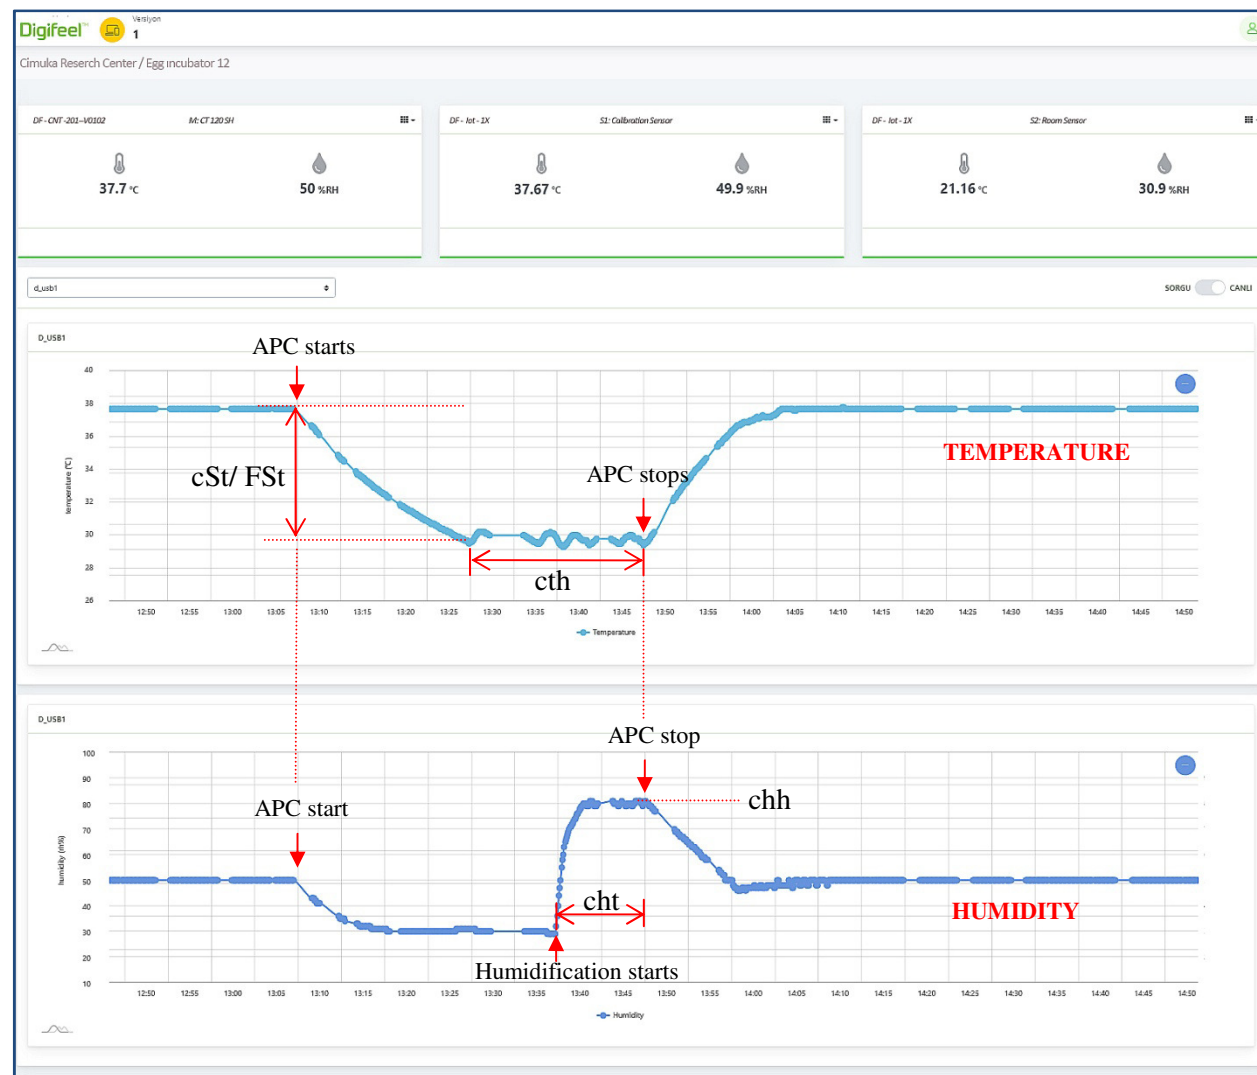 Digifeel™
Versiyon
1
Cimuka Reserch Center / Egg incubator 12
DF - CNT -201--V0102 M: CT 120 SH
37.7 °C 50 %RH
DF - Iot - 1X S1: Calibration Sensor
37.67 °C 49.9 %RH
DF - Iot - 1X S2: Room Sensor
21.16 °C 30.9 %RH
d_usb1
SORGU CANLI
D_USB1
APC starts
cSt/ FSt
APC stops
TEMPERATURE
cth
temperature (°C)
40
38
36
34
32
30
28
26
12:50 12:55 13:00 13:05 13:10 13:15 13:20 13:25 13:30 13:35 13:40 13:45 13:50 13:55 14:00 14:05 14:10 14:15 14:20 14:25 14:30 14:35 14:40 14:45 14:50
Temperature
D_USB1
APC stop
APC start
chh
cht
HUMIDITY
Humidification starts
humidity (rh%)
100
90
80
70
60
50
40
30
20
10
12:50 12:55 13:00 13:05 13:10 13:15 13:20 13:25 13:30 13:35 13:40 13:45 13:50 13:55 14:00 14:05 14:10 14:15 14:20 14:25 14:30 14:35 14:40 14:45 14:50
Humidity